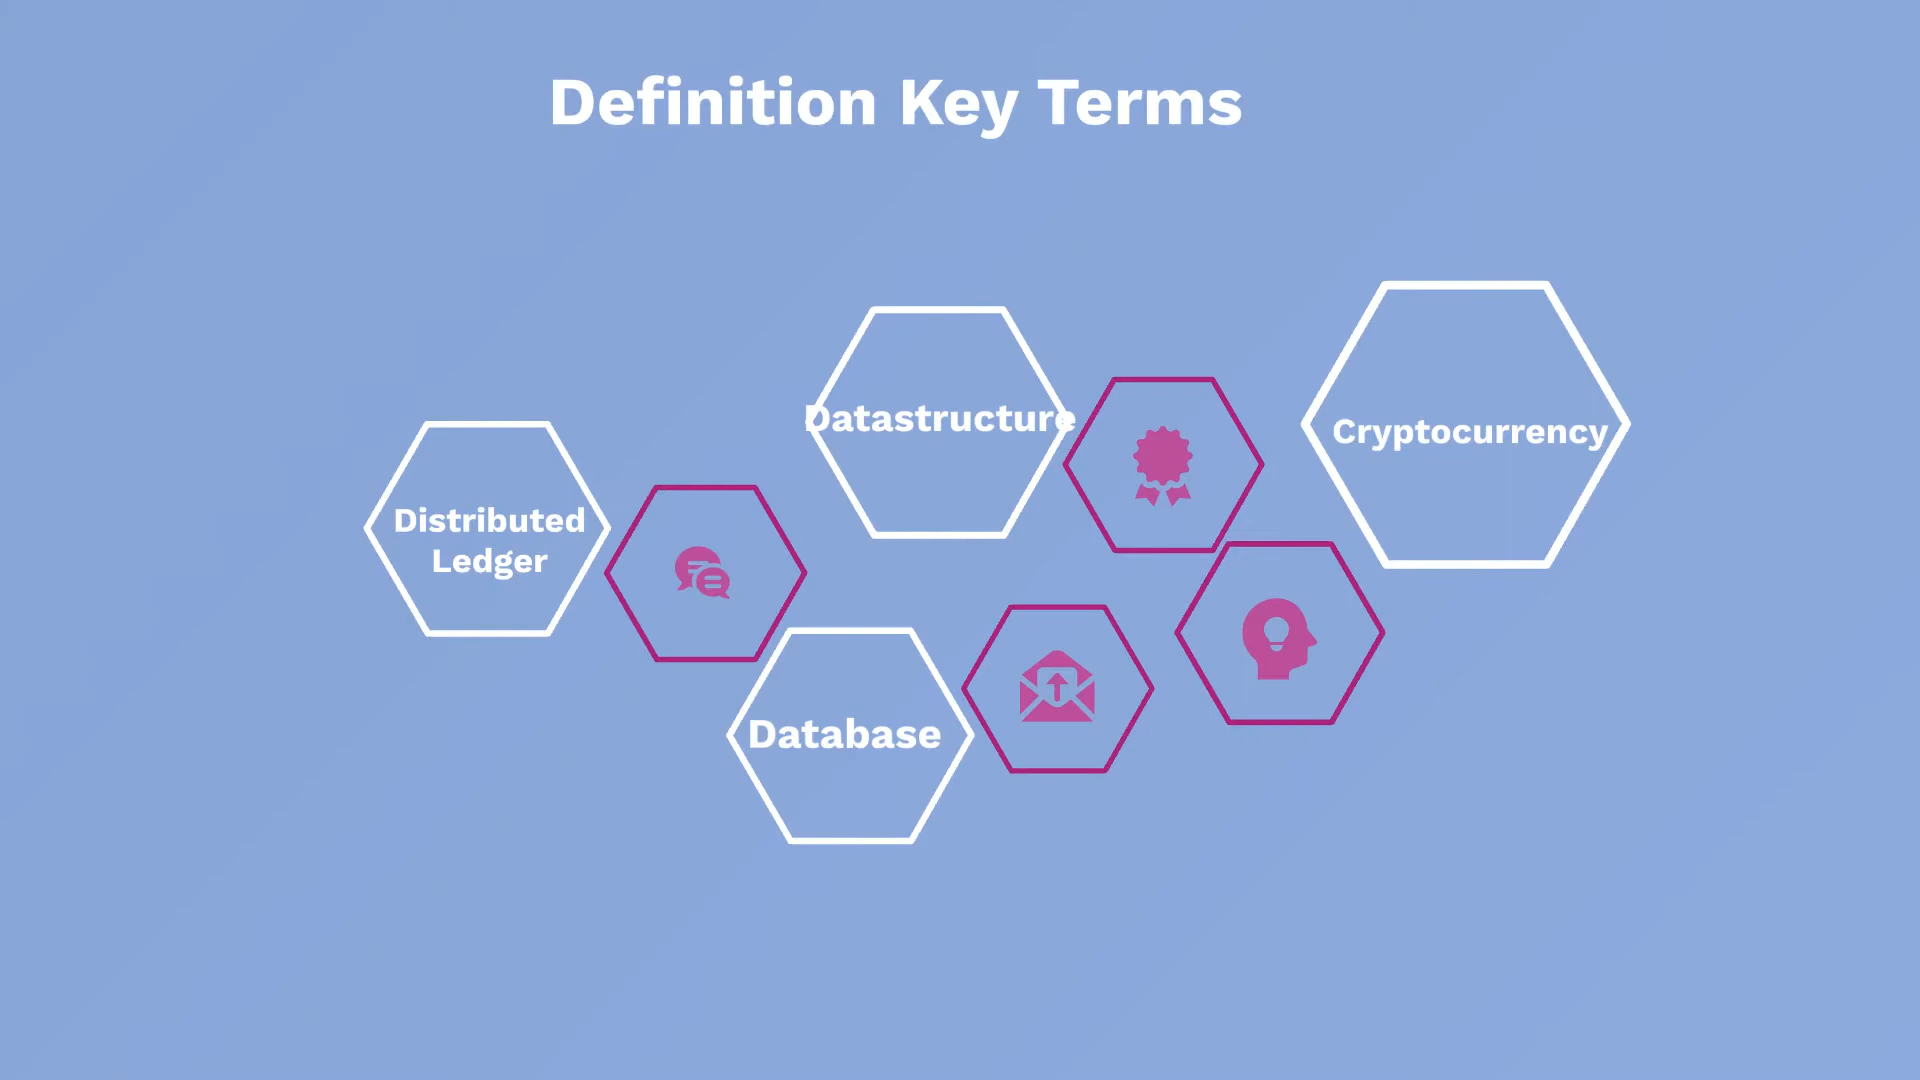 Definition Key Terms
Datastructure
Cryptocurrency
Distributed
Ledger
Database